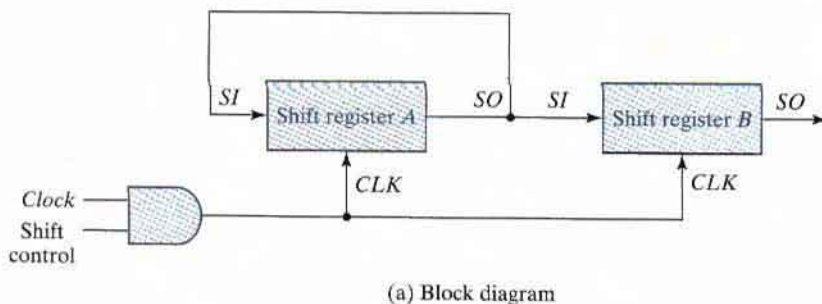 SI
Shift register A
SO
SI
Shift register B
SO
CLK
CLK
Clock
Shift
control
(a) Block diagram